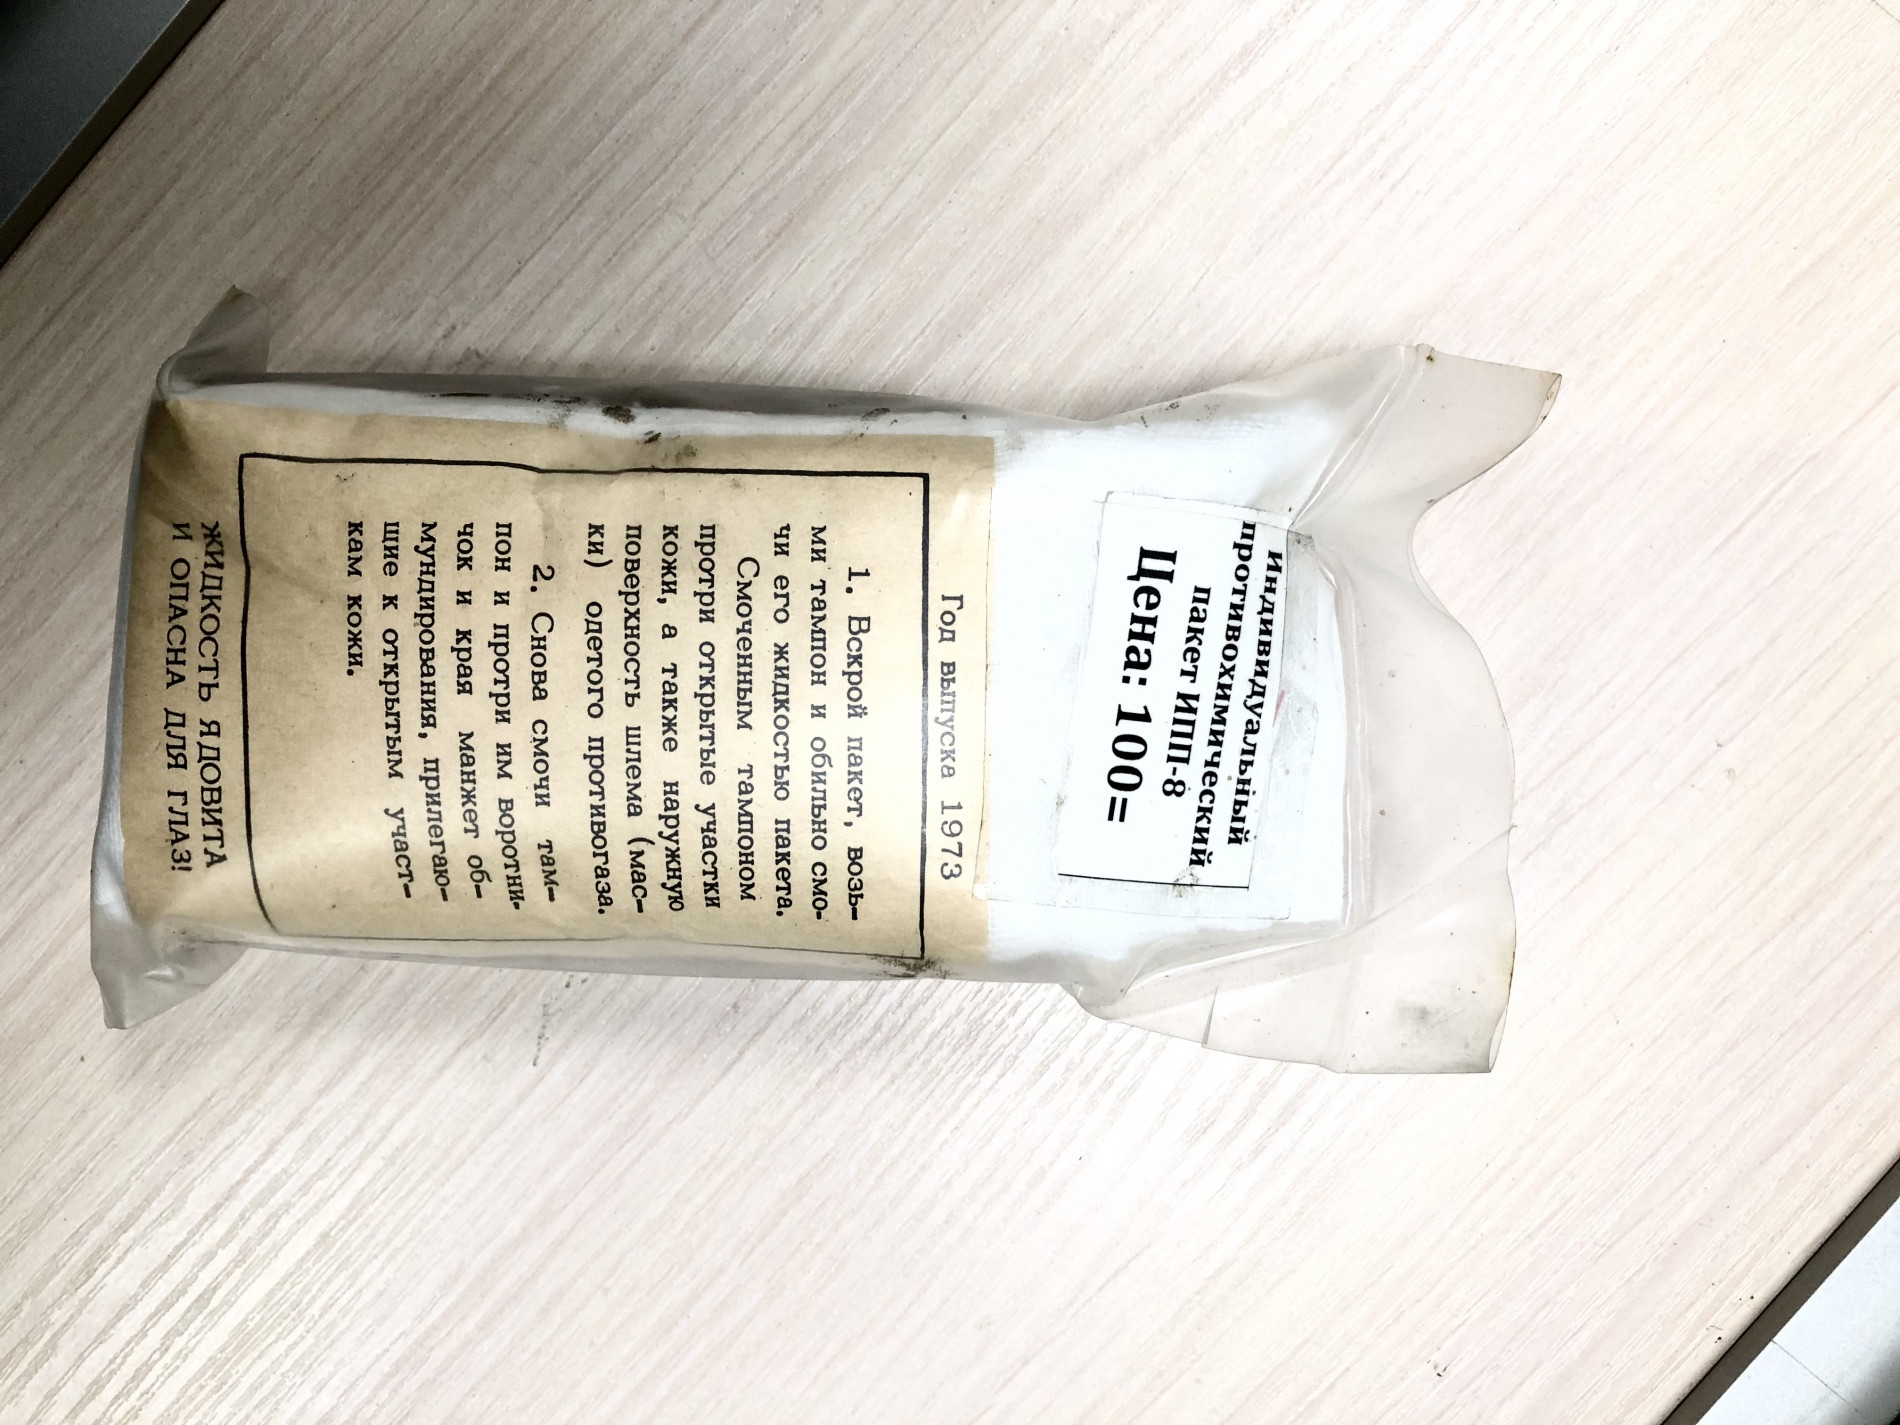 Индивидуальный
противохимический
пакет ИПП-8
Цена: 100=
Год выпуска 1973
1. Вскрой пакет, возь-
ми тампон и обильно смо-
чи его жидкостью пакета.
Смоченным тампоном
протри открытые участки
кожи, а также наружную
поверхность шлема (мас-
ки) одетого противогаза.
2. Снова смочи там-
пон и протри им воротни-
чок и края манжет об-
мундирования, прилегаю-
щие к открытым участ-
кам кожи.
ЖИДКОСТЬ ЯДОВИТА
И ОПАСНА ДЛЯ ГЛАЗ!